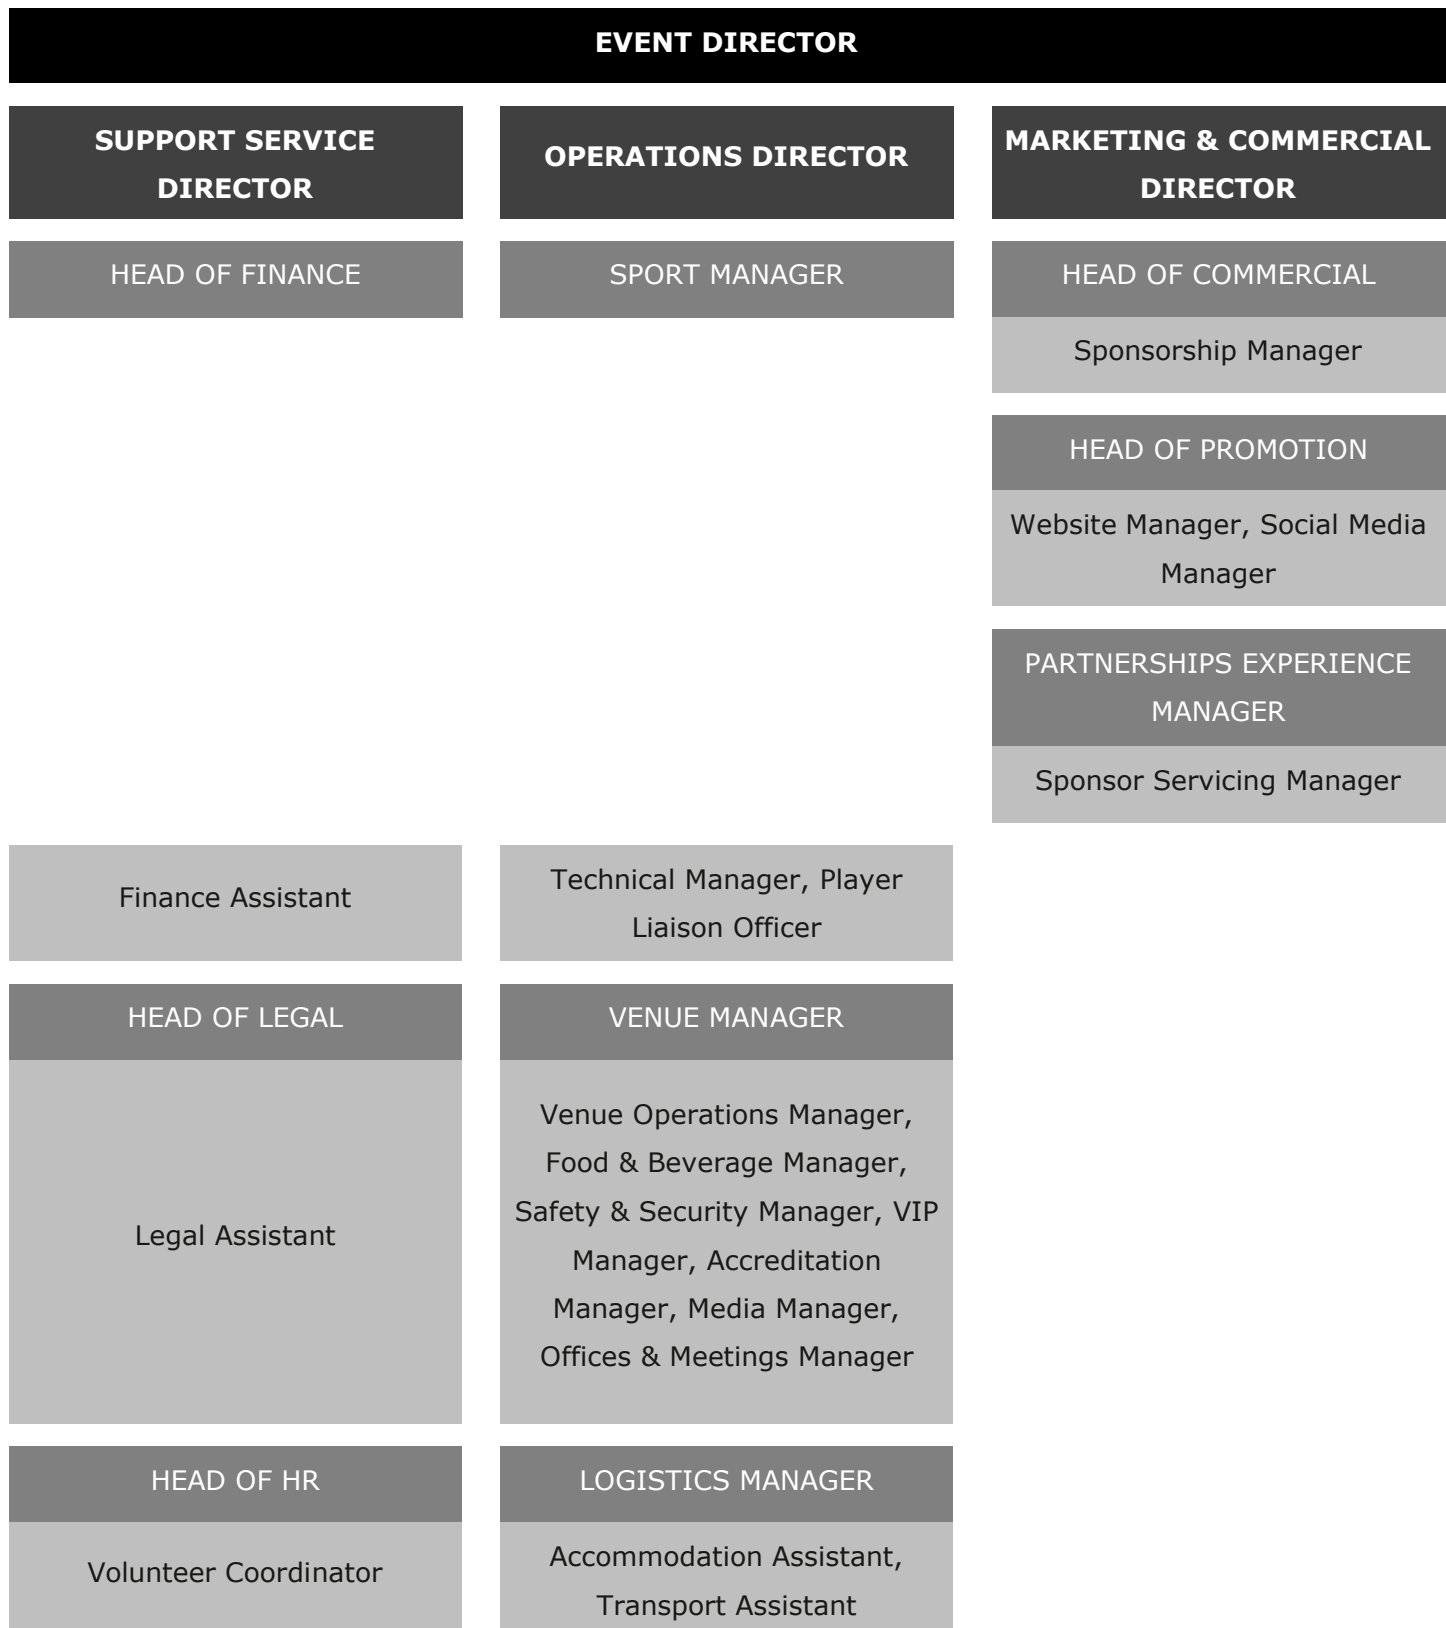 EVENT DIRECTOR
SUPPORT SERVICE
DIRECTOR
OPERATIONS DIRECTOR
MARKETING & COMMERCIAL
DIRECTOR
HEAD OF FINANCE
SPORT MANAGER
HEAD OF COMMERCIAL
Sponsorship Manager
HEAD OF PROMOTION
Website Manager, Social Media
Manager
PARTNERSHIPS EXPERIENCE
MANAGER
Sponsor Servicing Manager
Finance Assistant
Technical Manager, Player
Liaison Officer
HEAD OF LEGAL
VENUE MANAGER
Legal Assistant
Venue Operations Manager,
Food & Beverage Manager,
Safety & Security Manager, VIP
Manager, Accreditation
Manager, Media Manager,
Offices & Meetings Manager
HEAD OF HR
LOGISTICS MANAGER
Volunteer Coordinator
Accommodation Assistant,
Transport Assistant